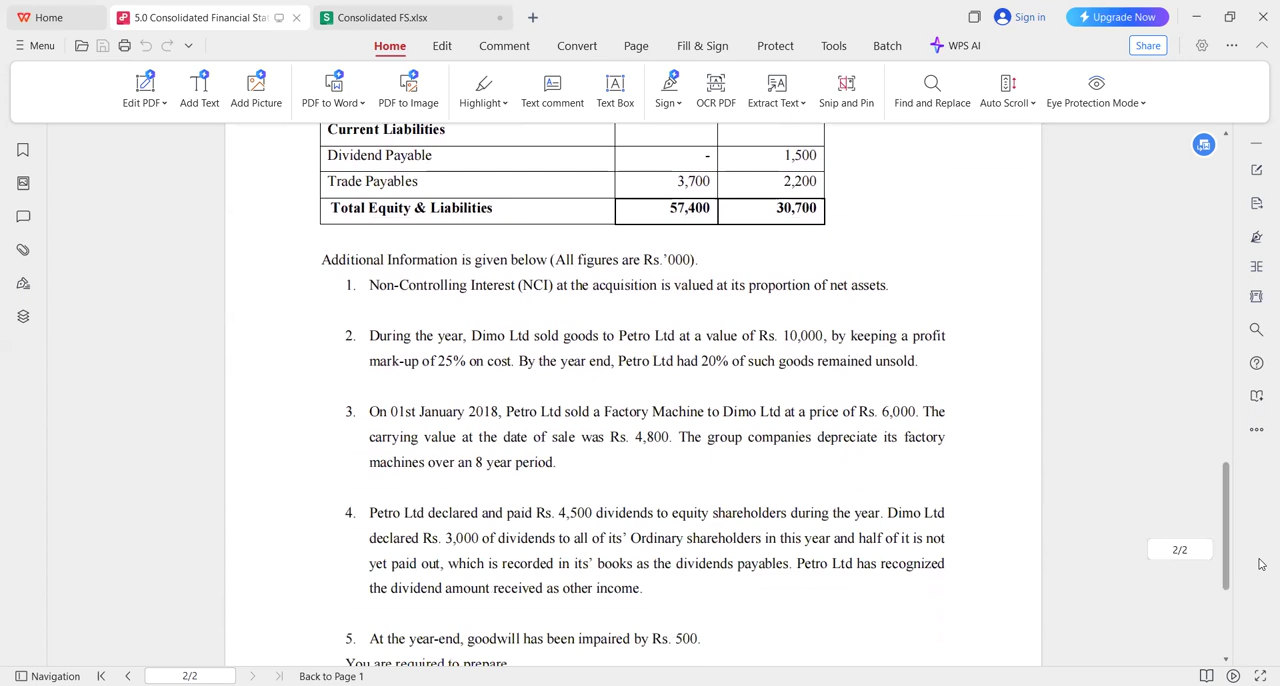 Home
5.0 Consolidated Financial Stat
Consolidated FS.xlsx
Sign in
Upgrade Now
Menu
Home
Edit
Comment
Convert
Page
Fill & Sign
Protect
Tools
Batch
WPS AI
Share
Edit PDF
Add Text
Add Picture
PDF to Word
PDF to Image
Highlight
Text comment
Text Box
Sign
OCR PDF
Extract Text
Snip and Pin
Find and Replace
Auto Scroll
Eye Protection Mode
Current Liabilities
Dividend Payable - 1,500
Trade Payables 3,700 2,200
Total Equity & Liabilities 57,400 30,700
Additional Information is given below (All figures are Rs.’000).
1. Non-Controlling Interest (NCI) at the acquisition is valued at its proportion of net assets.
2. During the year, Dimo Ltd sold goods to Petro Ltd at a value of Rs. 10,000, by keeping a profit
mark-up of 25% on cost. By the year end, Petro Ltd had 20% of such goods remained unsold.
3. On 01st January 2018, Petro Ltd sold a Factory Machine to Dimo Ltd at a price of Rs. 6,000. The
carrying value at the date of sale was Rs. 4,800. The group companies depreciate its factory
machines over an 8 year period.
4. Petro Ltd declared and paid Rs. 4,500 dividends to equity shareholders during the year. Dimo Ltd
declared Rs. 3,000 of dividends to all of its’ Ordinary shareholders in this year and half of it is not
yet paid out, which is recorded in its’ books as the dividends payables. Petro Ltd has recognized
the dividend amount received as other income.
5. At the year-end, goodwill has been impaired by Rs. 500.
You are required to prepare
2/2
Navigation
2/2
Back to Page 1